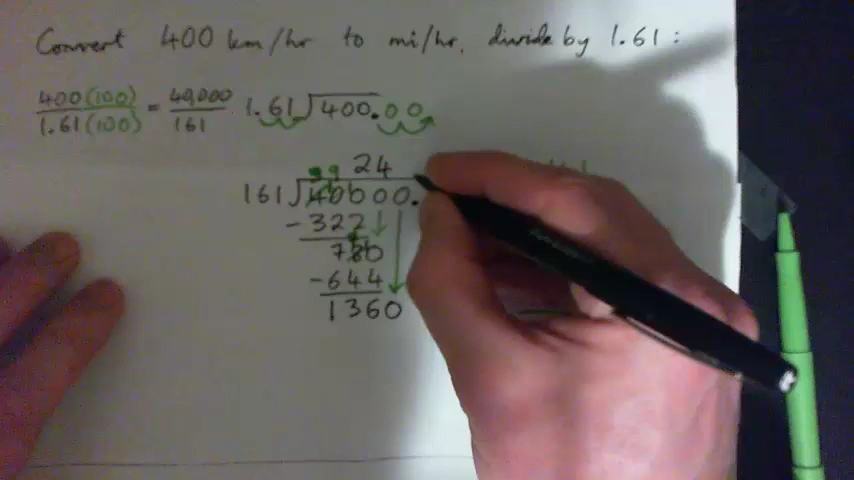 Convert 400 km/hr to mi/hr, divide by 1.61 :
400(100) / 1.61(100) = 40,000 / 161 1.61 ) 400.00
24
161 ) 40000.
- 322
780
- 644
1360